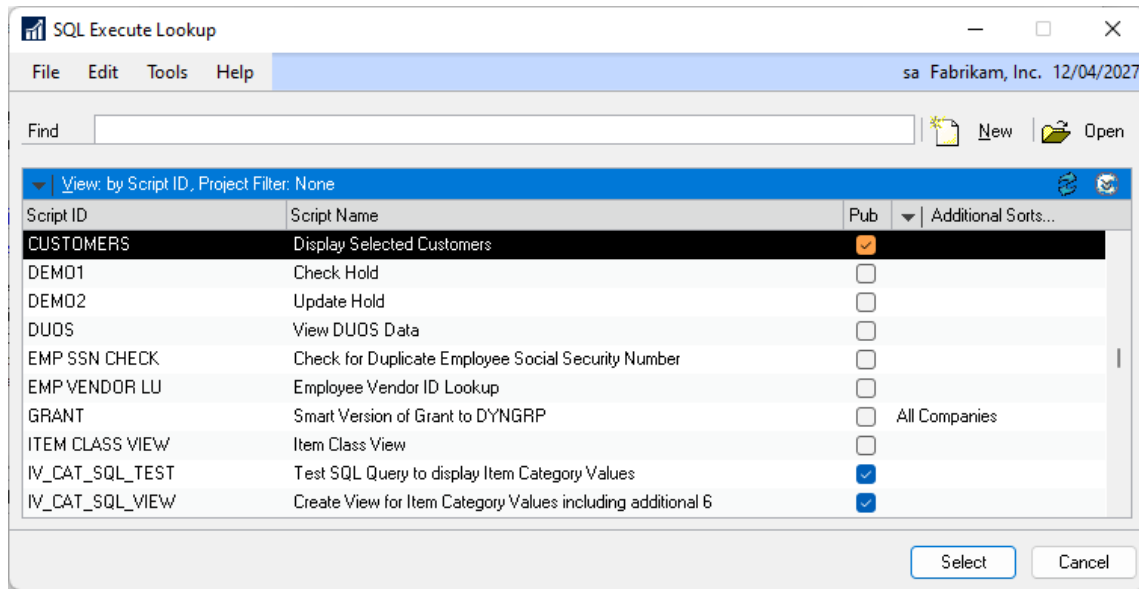 SQL Execute Lookup
File Edit Tools Help sa Fabrikam, Inc. 12/04/2027
Find New Open
View: by Script ID, Project Filter: None
Script ID Script Name Pub Additional Sorts...
CUSTOMERS Display Selected Customers
DEMO1 Check Hold
DEMO2 Update Hold
DUOS View DUOS Data
EMP SSN CHECK Check for Duplicate Employee Social Security Number
EMP VENDOR LU Employee Vendor ID Lookup
GRANT Smart Version of Grant to DYNGRP All Companies
ITEM CLASS VIEW Item Class View
IV_CAT_SQL_TEST Test SQL Query to display Item Category Values
IV_CAT_SQL_VIEW Create View for Item Category Values including additional 6
Select Cancel